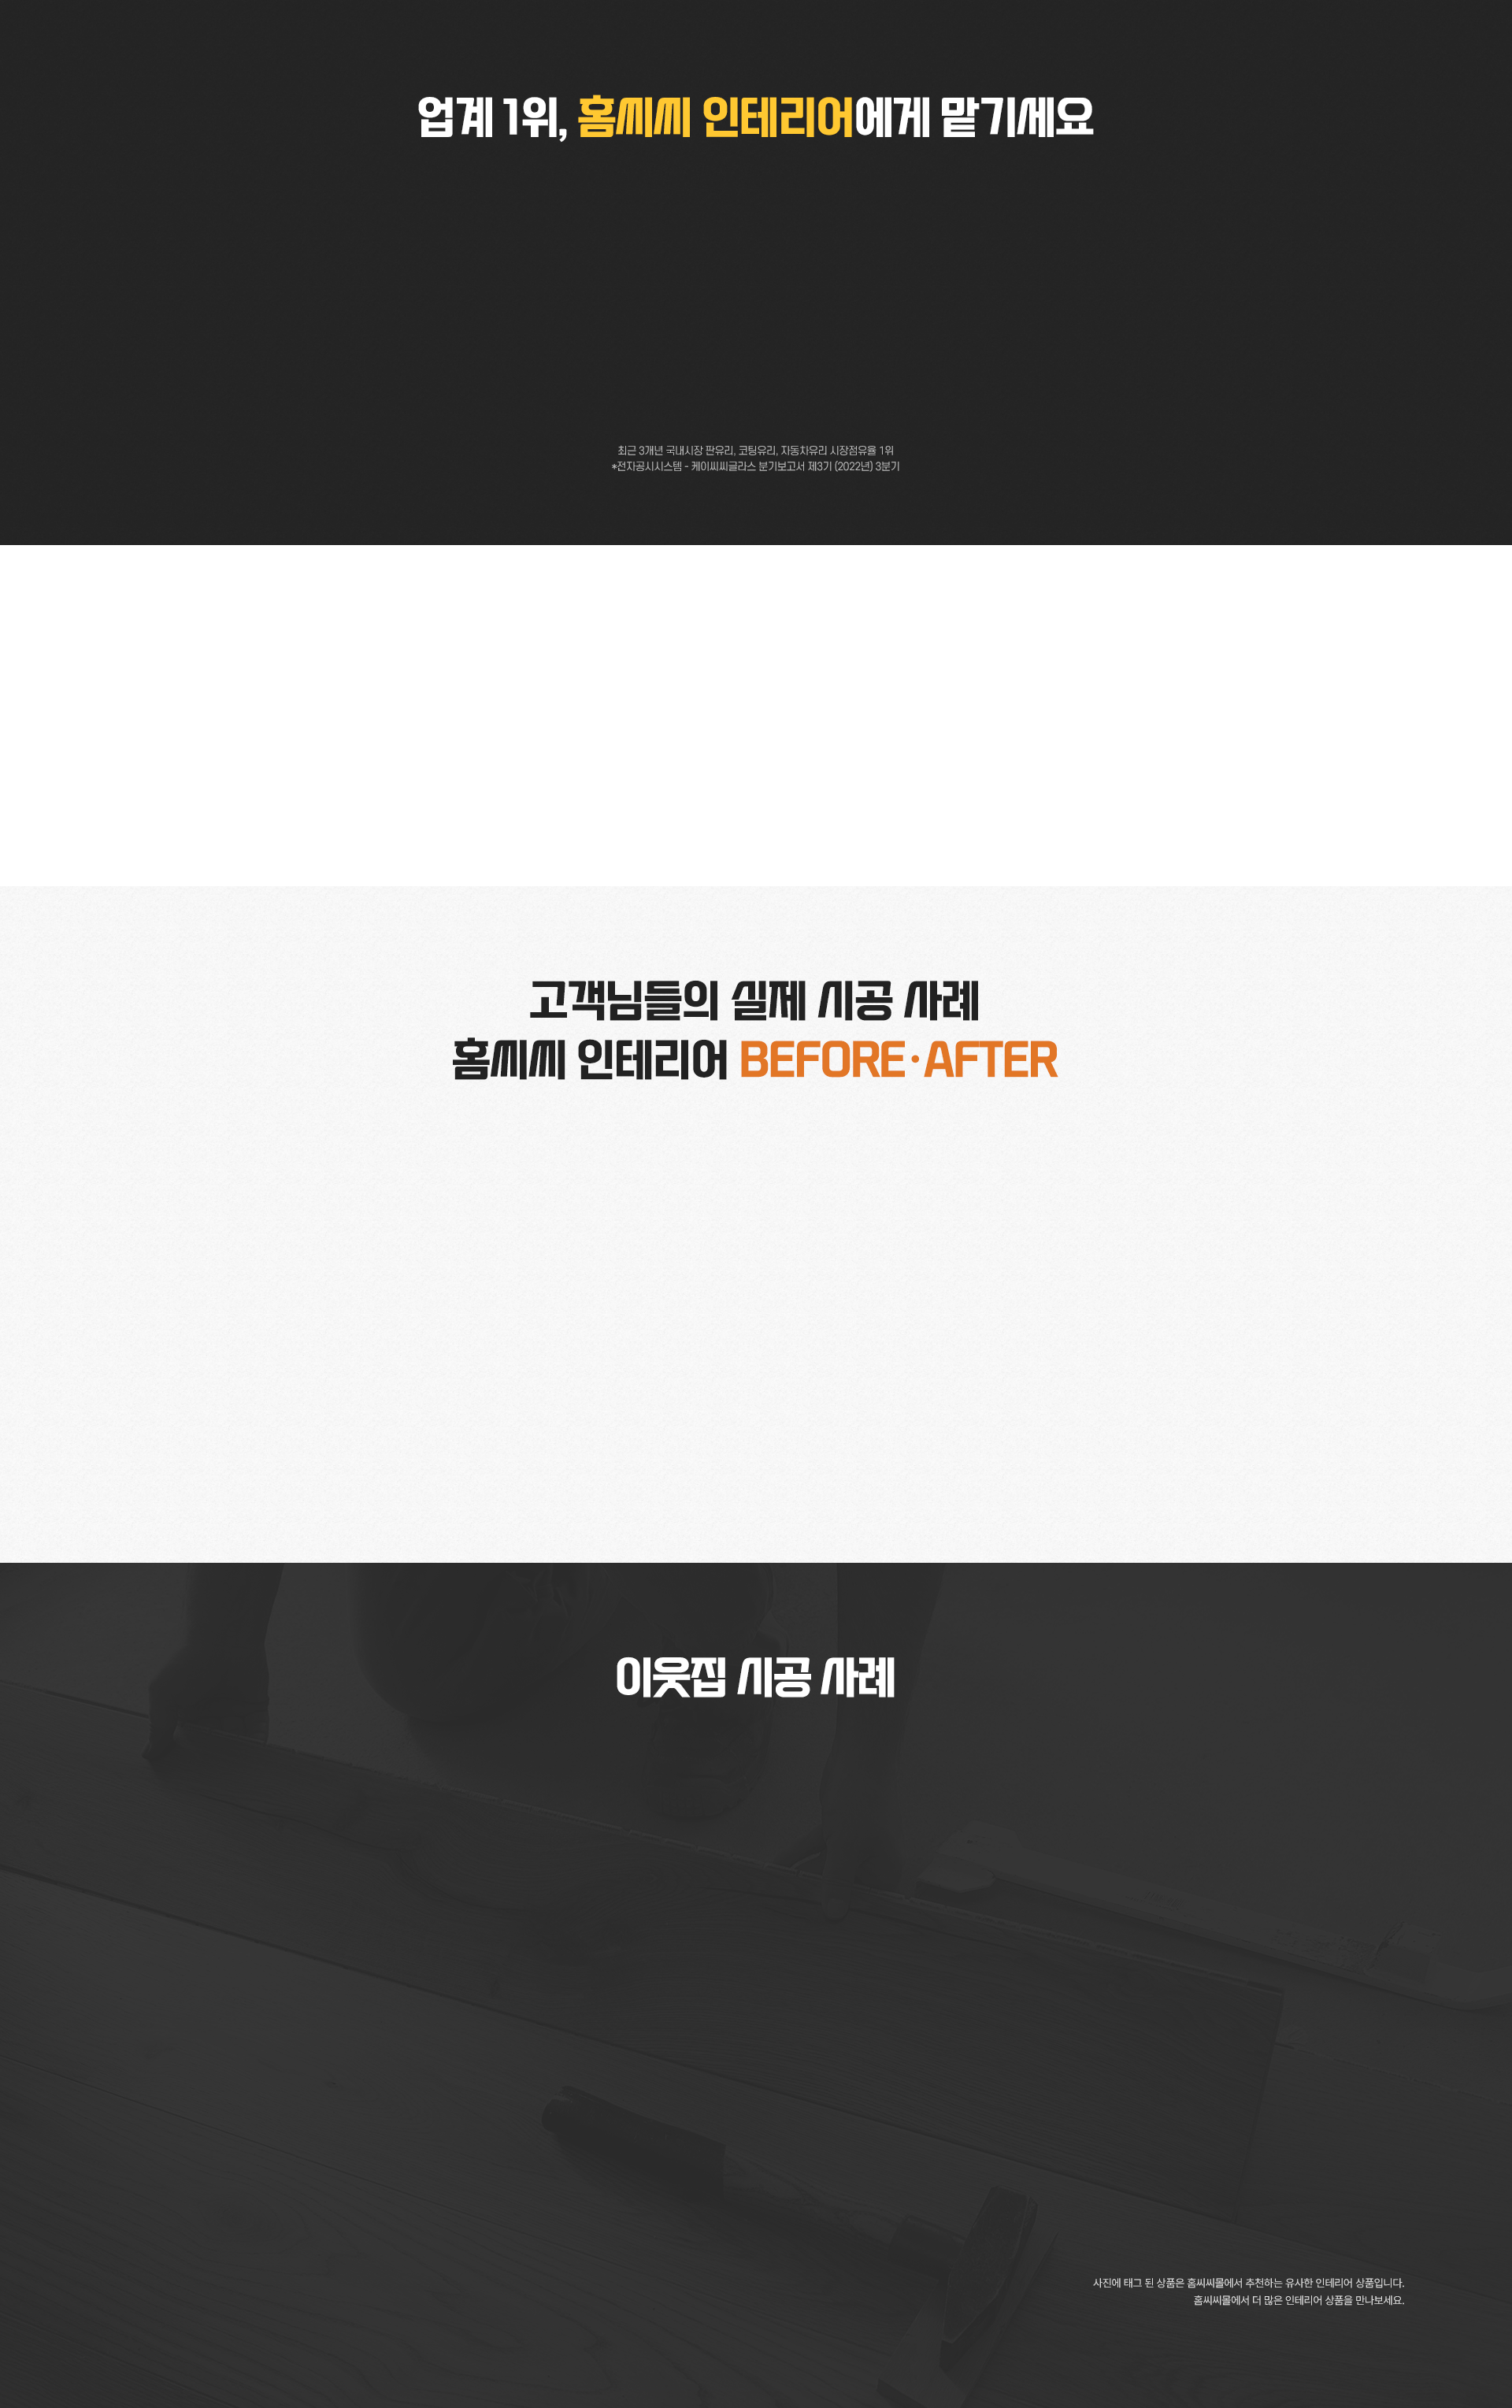 업계 1위, 홈씨씨 인테리어에게 맡기세요
최근 3개년 국내시장 판유리, 코팅유리, 자동차유리 시장점유율 1위
*전자공시시스템 - 케이씨씨글라스 분기보고서 제3기 (2022년) 3분기
고객님들의 실제 시공 사례
홈씨씨 인테리어 BEFORE·AFTER
이웃집 시공 사례
사진에 태그 된 상품은 홈씨씨몰에서 추천하는 유사한 인테리어 상품입니다.
홈씨씨몰에서 더 많은 인테리어 상품을 만나보세요.